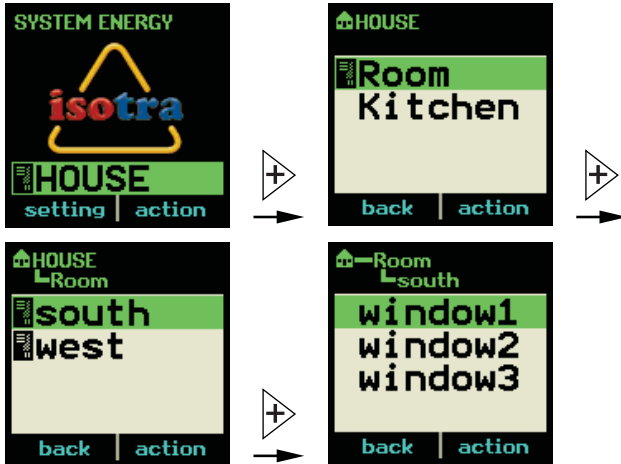 SYSTEM ENERGY
isotra
HOUSE
setting action
+
HOUSE
Room
Kitchen
back action
+
HOUSE
Room
south
west
back action
+
Room
south
window1
window2
window3
back action